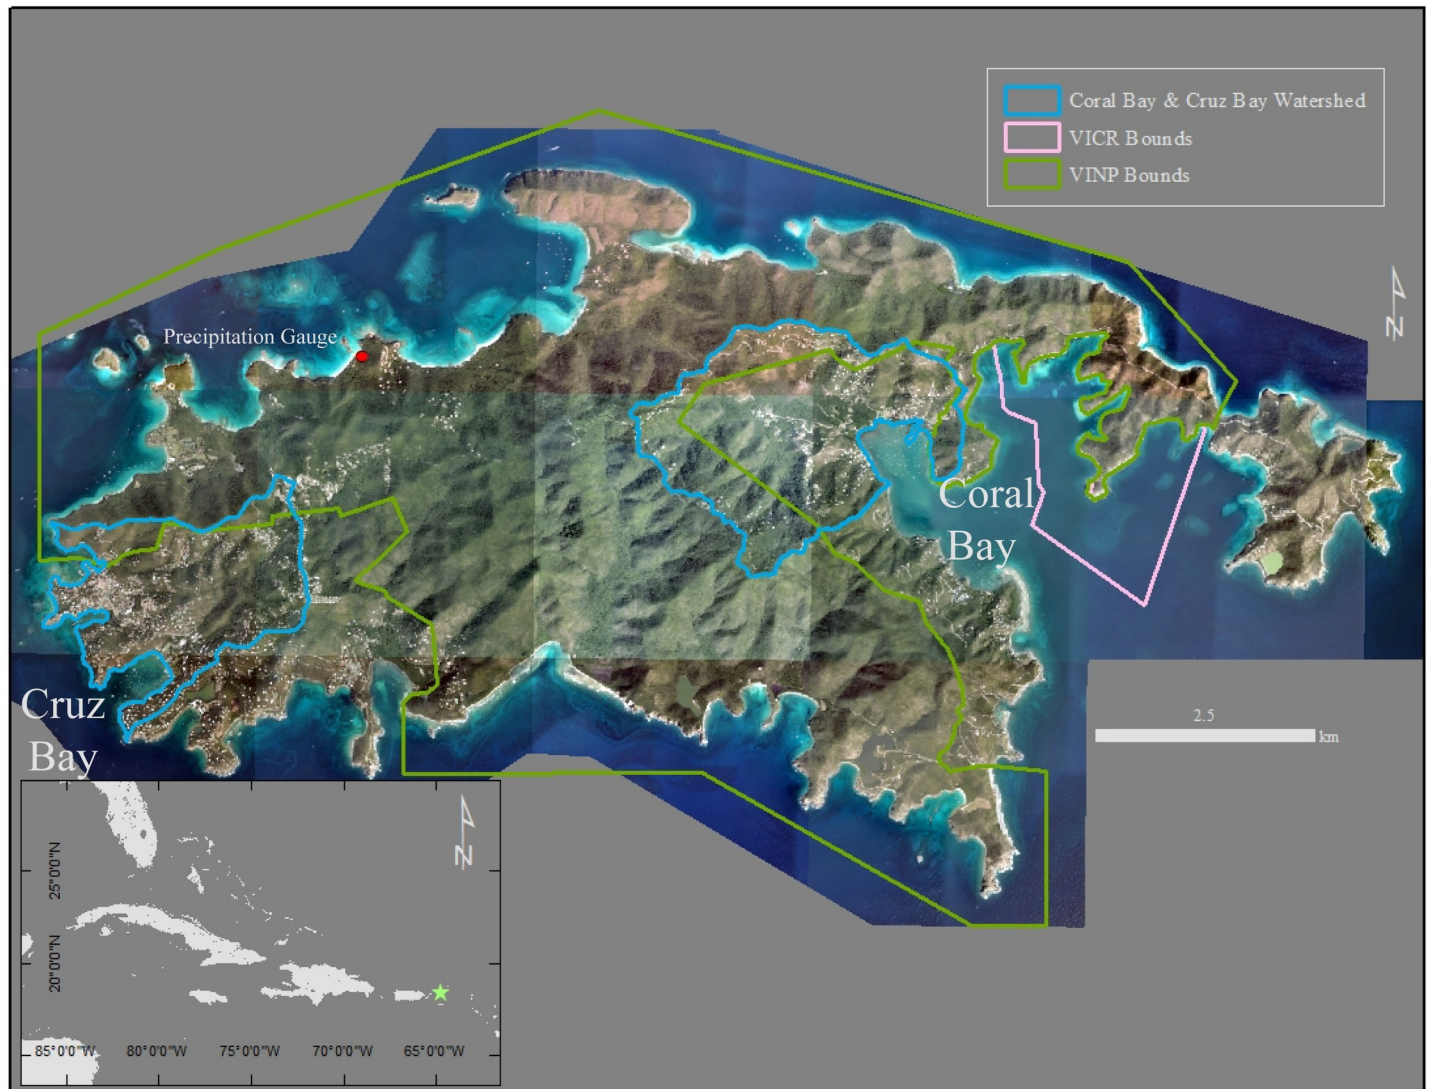 Coral Bay & Cruz Bay Watershed
VICR Bounds
VINP Bounds
Precipitation Gauge
N
Coral
Bay
Cruz
Bay
2.5
km
N
25°0'0"N
20°0'0"N
85°0'0"W 80°0'0"W 75°0'0"W 70°0'0"W 65°0'0"W